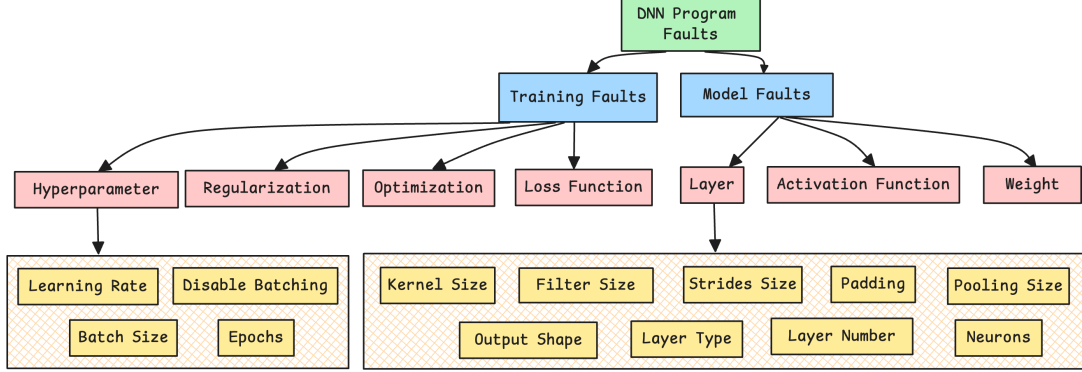 DNN Program
Faults
Training Faults
Model Faults
Hyperparameter
Regularization
Optimization
Loss Function
Layer
Activation Function
Weight
Learning Rate
Disable Batching
Batch Size
Epochs
Kernel Size
Filter Size
Strides Size
Padding
Pooling Size
Output Shape
Layer Type
Layer Number
Neurons